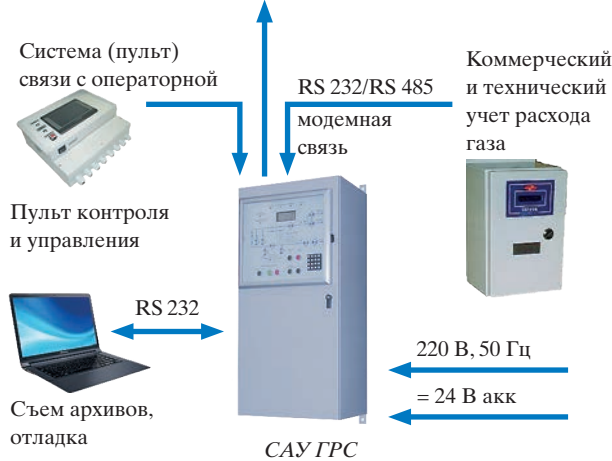 Система (пульт)
связи с операторной
RS 232/RS 485
модемная
связь
Коммерческий
и технический
учет расхода
газа
Пульт контроля
и управления
RS 232
220 В, 50 Гц
= 24 В акк
Съем архивов,
отладка
САУ ГРС